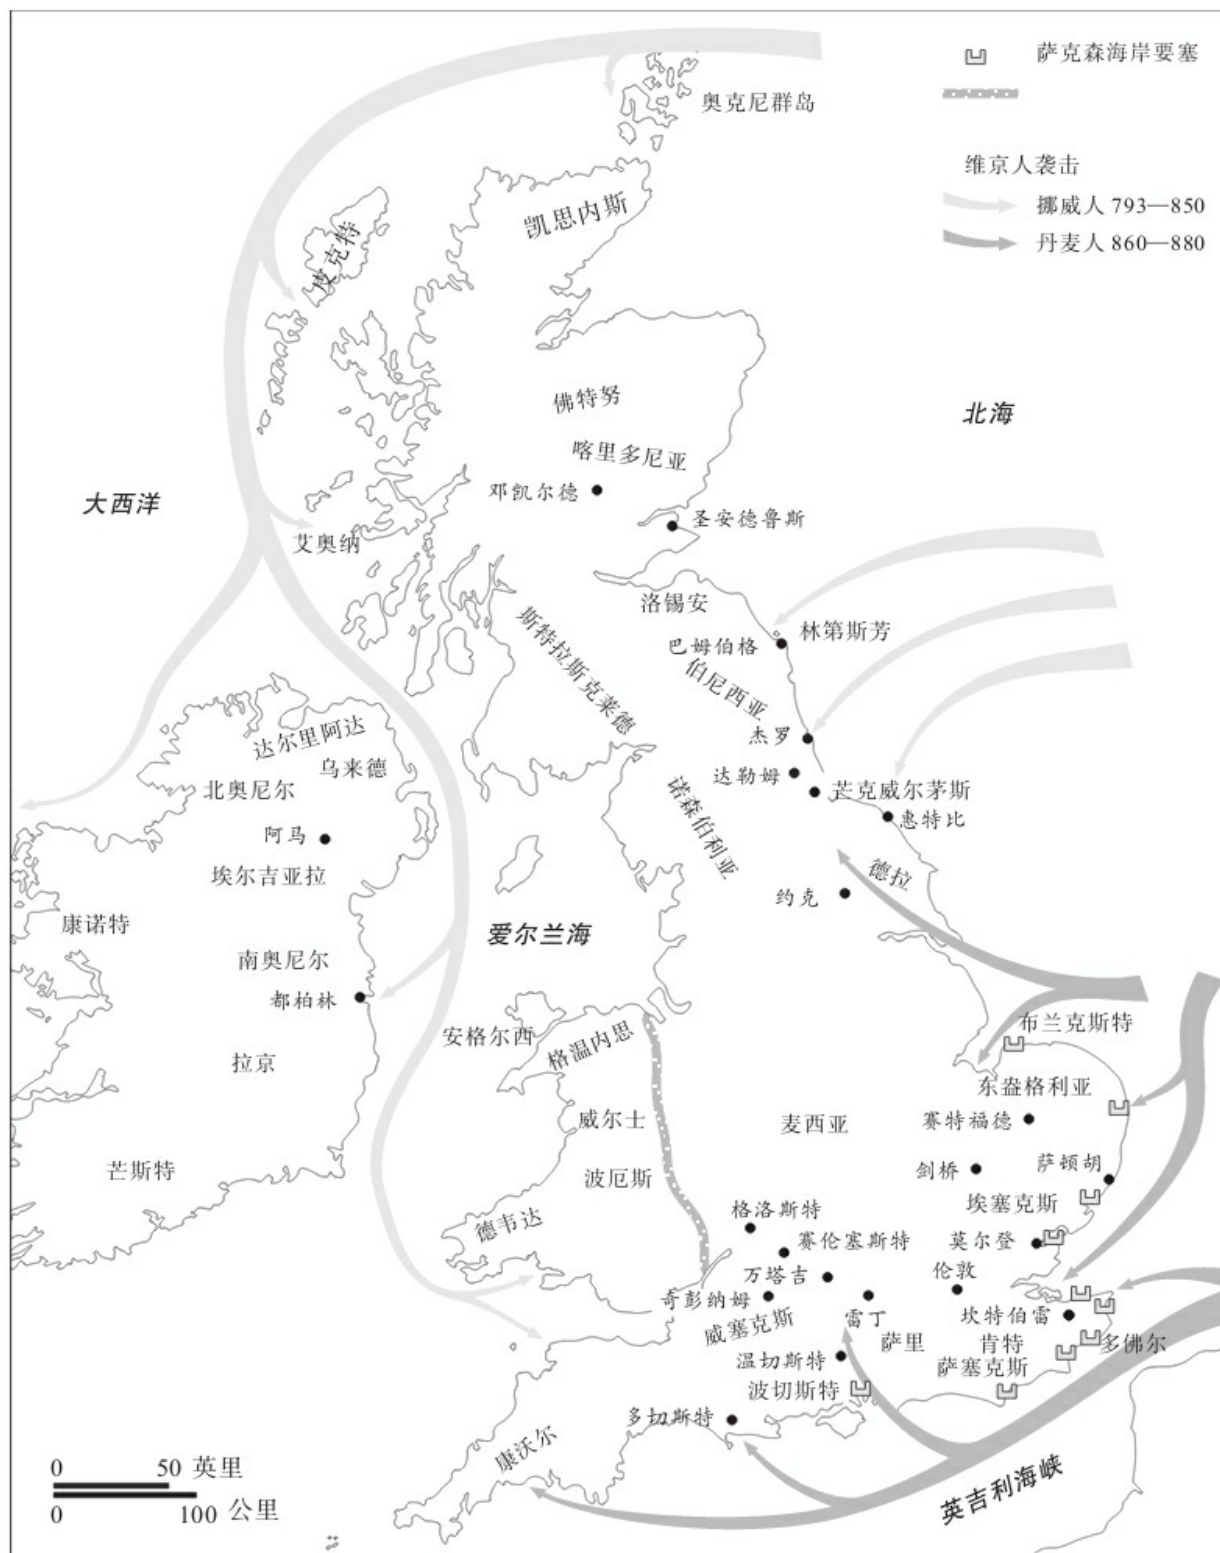 萨克森海岸要塞
奥克尼群岛
维京人袭击
挪威人 793—850
丹麦人 860—880
凯思内斯
皮克特
佛特努
北海
喀里多尼亚
邓凯尔德
大西洋
圣安德鲁斯
艾奥纳
洛锡安
林第斯芳
巴姆伯格
斯特拉斯克莱德
伯尼西亚
达尔里阿达
杰罗
乌来德
达勒姆
北奥尼尔
芒克威尔茅斯
诺森伯利亚
惠特比
阿马
埃尔吉亚拉
德拉
约克
康诺特
爱尔兰海
南奥尼尔
都柏林
布兰克斯特
安格尔西
格温内思
拉京
东盎格利亚
威尔士
麦西亚
赛特福德
芒斯特
波厄斯
剑桥
萨顿胡
埃塞克斯
格洛斯特
德韦达
赛伦塞斯特
莫尔登
万塔吉
伦敦
奇彭纳姆
雷丁
坎特伯雷
威塞克斯
萨里
肯特
多佛尔
温切斯特
萨塞克斯
波切斯特
多切斯特
康沃尔
0 50 英里
0 100 公里
英吉利海峡